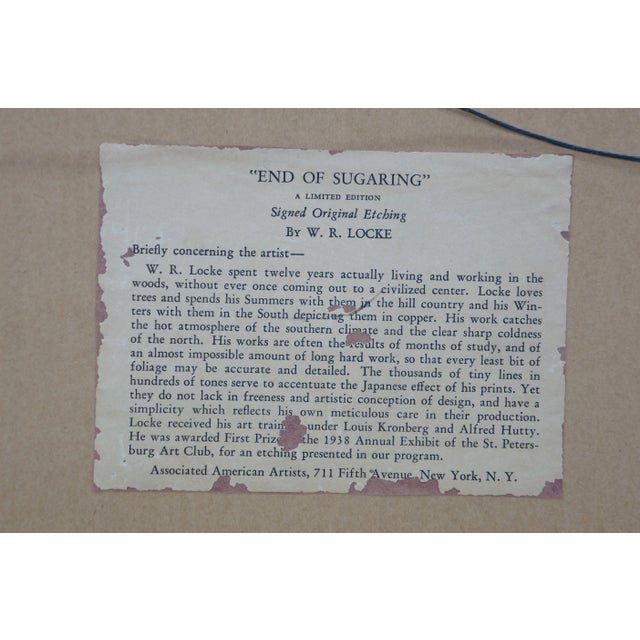 "END OF SUGARING"
A LIMITED EDITION
Signed Original Etching
By W. R. LOCKE
Briefly concerning the artist—
W. R. Locke spent twelve years actually living and working in the
woods, without ever once coming out to a civilized center. Locke loves
trees and spends his Summers with them in the hill country and his Win-
ters with them in the South depicting them in copper. His work catches
the hot atmosphere of the southern climate and the clear sharp coldness
of the north. His works are often the results of months of study, and of
an almost impossible amount of long hard work, so that every least bit of
foliage may be accurate and detailed. The thousands of tiny lines in
hundreds of tones serve to accentuate the Japanese effect of his prints. Yet
they do not lack in freeness and artistic conception of design, and have a
simplicity which reflects his own meticulous care in their production.
Locke received his art under Louis Kronberg and Alfred Hutty.
He was awarded First Prize the 1938 Annual Exhibit of the St. Peters-
burg Art Club, for an etching presented in our program.
Associated American Artists, 711 Fifth Avenue, New York, N. Y.